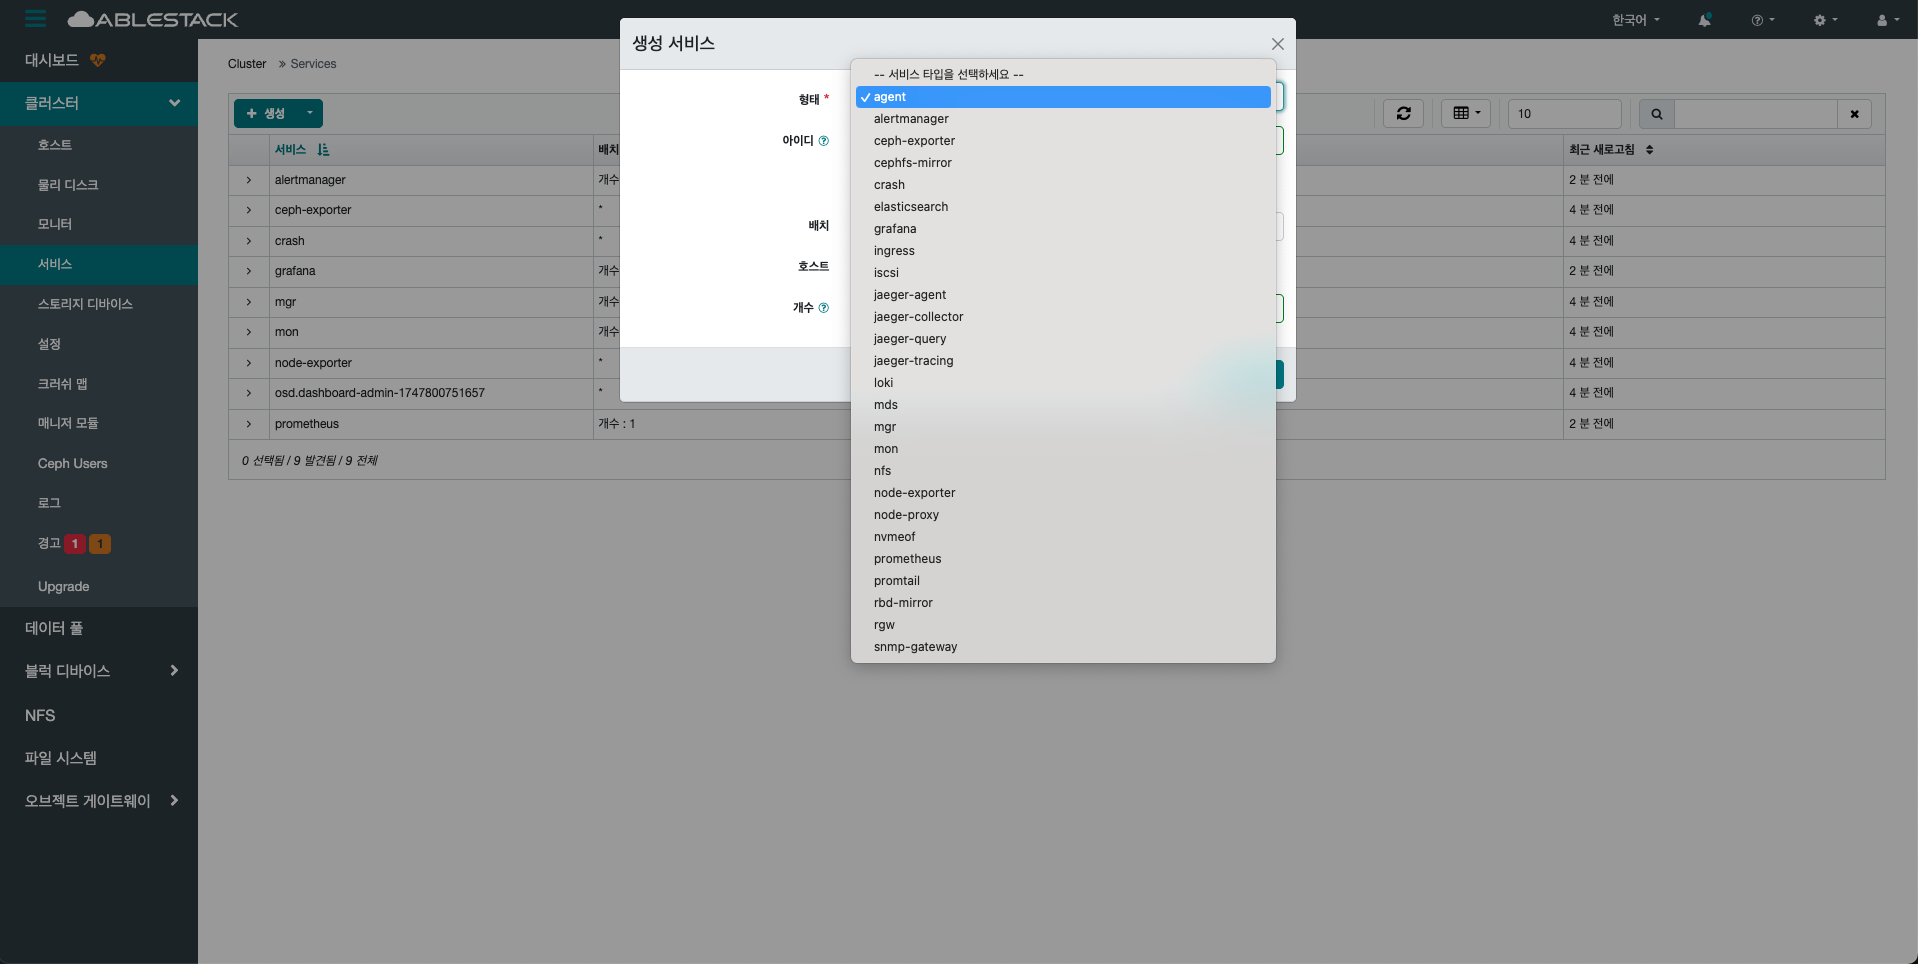 ABLESTACK
한국어
대시보드
클러스터
호스트
물리 디스크
모니터
서비스
스토리지 디바이스
설정
크러쉬 맵
매니저 모듈
Ceph Users
로그
경고 1 1
Upgrade
데이터 풀
블럭 디바이스
NFS
파일 시스템
오브젝트 게이트웨이
Cluster » Services
생성
10
서비스 배치 최근 새로고침
alertmanager 개수 2 분 전에
ceph-exporter * 4 분 전에
crash * 4 분 전에
grafana 개수 2 분 전에
mgr 개수 4 분 전에
mon 개수 4 분 전에
node-exporter * 4 분 전에
osd.dashboard-admin-1747800751657 * 4 분 전에
prometheus 개수 : 1 2 분 전에
0 선택됨 / 9 발견됨 / 9 전체
생성 서비스
형태 *
아이디
배치
호스트
개수
-- 서비스 타입을 선택하세요 --
agent
alertmanager
ceph-exporter
cephfs-mirror
crash
elasticsearch
grafana
ingress
iscsi
jaeger-agent
jaeger-collector
jaeger-query
jaeger-tracing
loki
mds
mgr
mon
nfs
node-exporter
node-proxy
nvmeof
prometheus
promtail
rbd-mirror
rgw
snmp-gateway